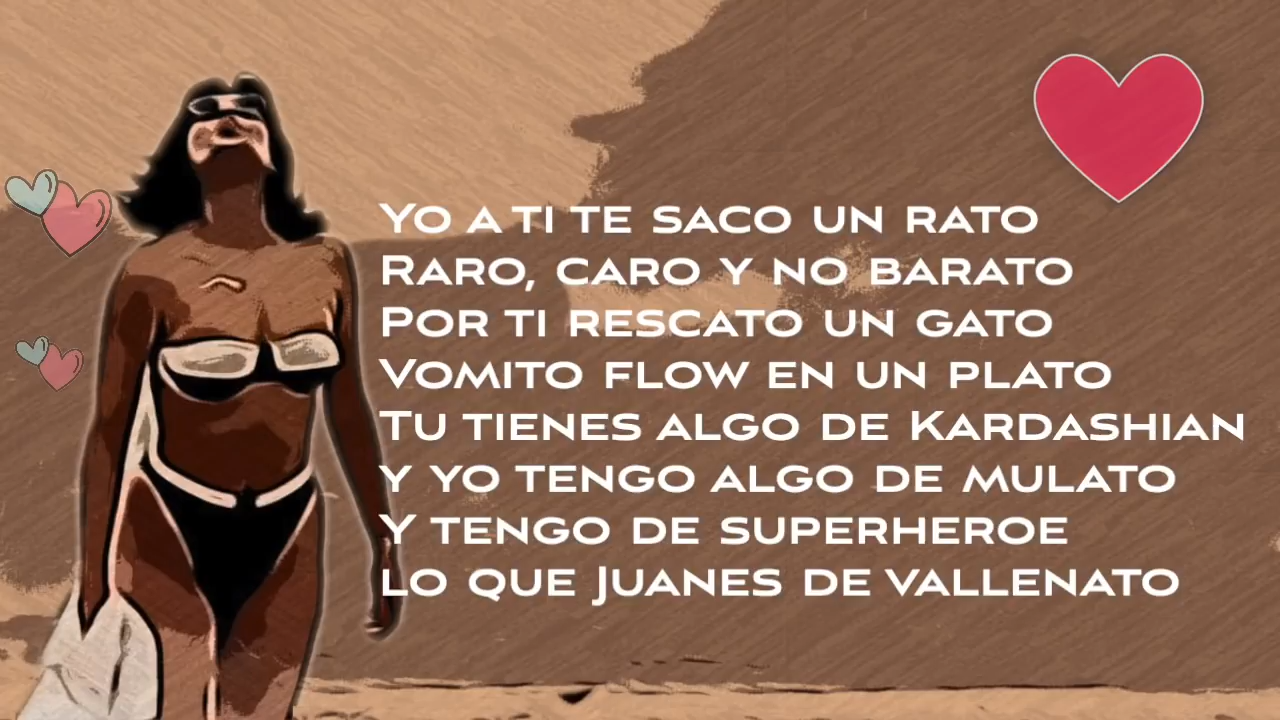 Yo a ti te saco un rato
Raro, caro y no barato
Por ti rescato un gato
Vomito flow en un plato
Tu tienes algo de Kardashian
Y yo tengo algo de mulato
Y tengo de superheroe
lo que Juanes de vallenato